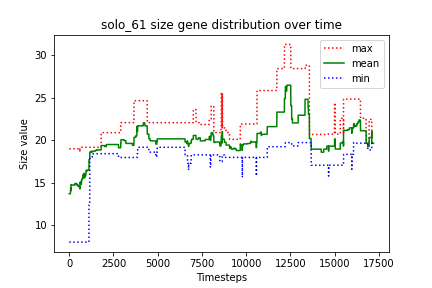 solo_61 size gene distribution over time
max
mean
min
Size value
30
25
20
15
10
0
2500
5000
7500
10000
12500
15000
17500
Timesteps